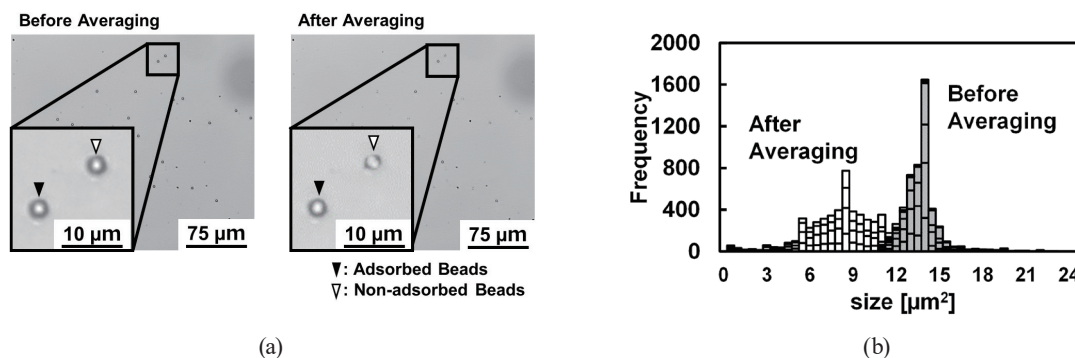 Before Averaging
After Averaging
10 µm
75 µm
10 µm
75 µm
▼: Adsorbed Beads
▽: Non-adsorbed Beads
(a)
2000
1600
1200
800
400
0
Frequency
After
Averaging
Before
Averaging
0 3 6 9 12 15 18 21 24
size [µm²]
(b)